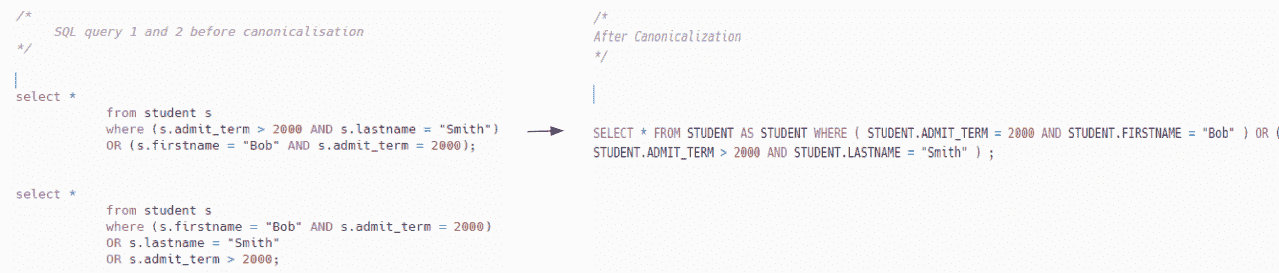 /*
SQL query 1 and 2 before canonicalisation
*/
select *
from student s
where (s.admit_term > 2000 AND s.lastname = "Smith")
OR (s.firstname = "Bob" AND s.admit_term = 2000);
select *
from student s
where (s.firstname = "Bob" AND s.admit_term = 2000)
OR s.lastname = "Smith"
OR s.admit_term > 2000;
/*
After Canonicalization
*/
SELECT * FROM STUDENT AS STUDENT WHERE ( STUDENT.ADMIT_TERM = 2000 AND STUDENT.FIRSTNAME = "Bob" ) OR (
STUDENT.ADMIT_TERM > 2000 AND STUDENT.LASTNAME = "Smith" ) ;